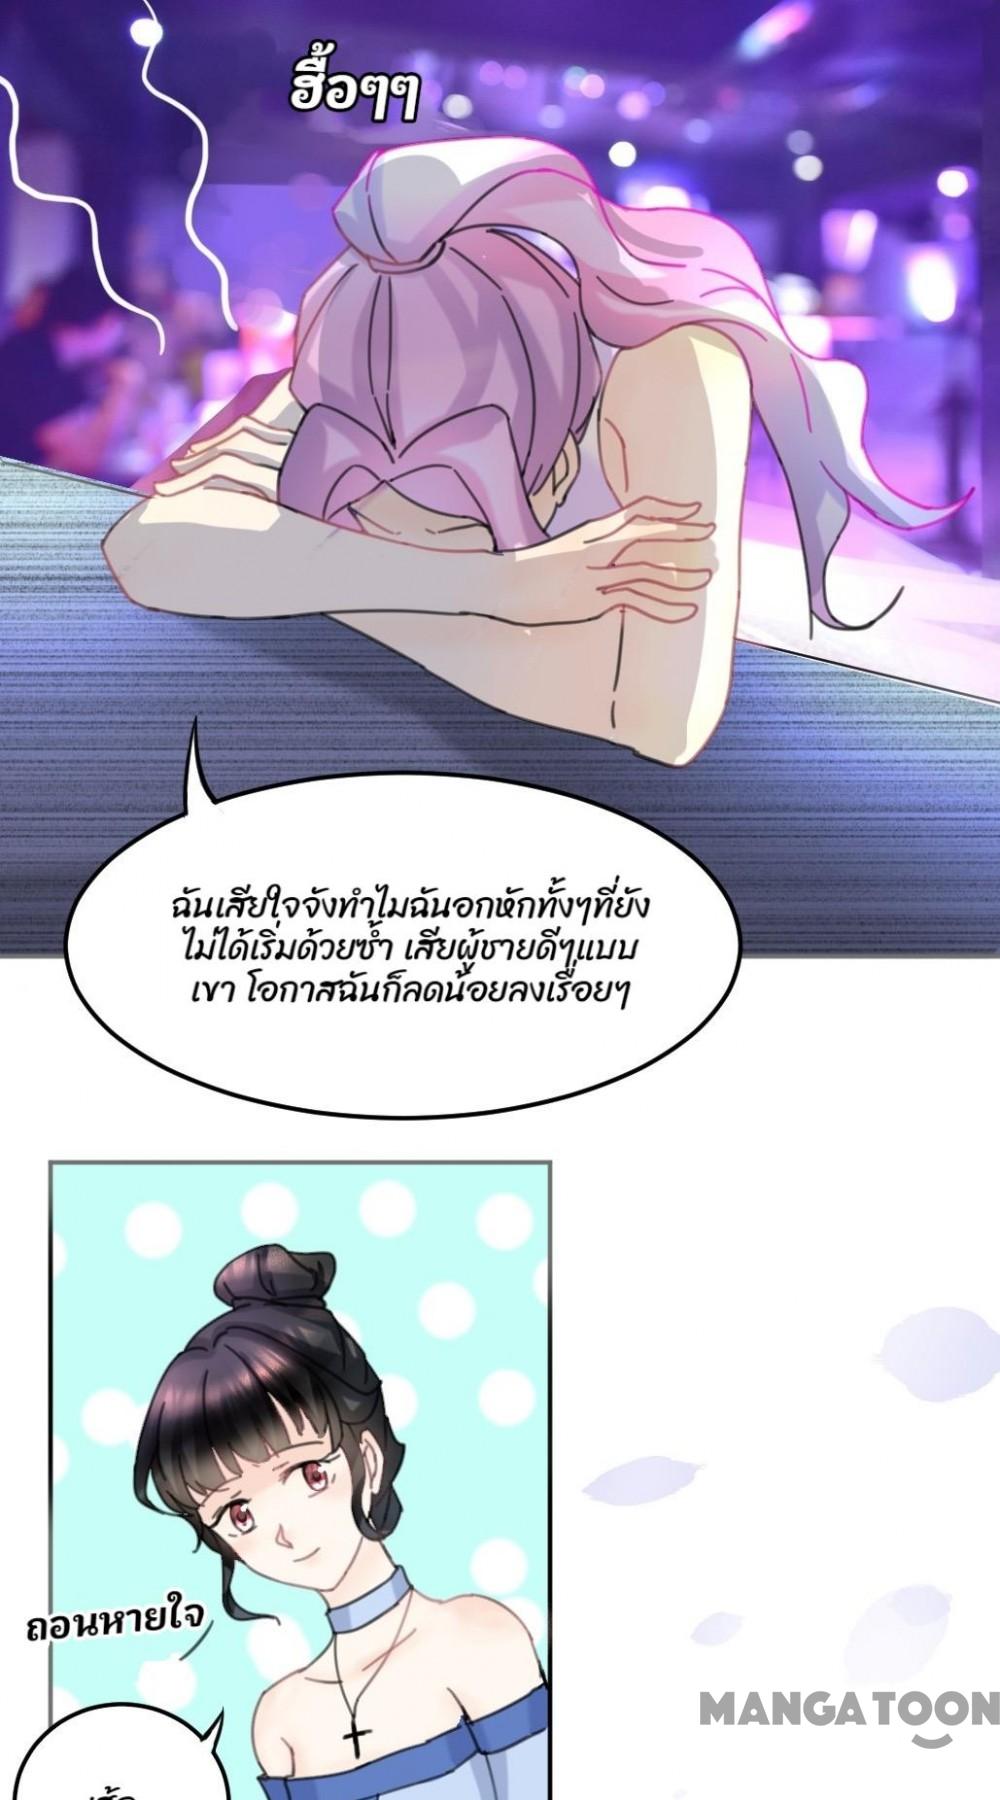 ฮื้อๆๆ
ฉันเสียใจจังทำไมฉันอกหักทั้งๆที่ยัง
ไม่ได้เริ่มด้วยซ้ำ เสียผู้ชายดีๆแบบ
เขา โอกาสฉันก็ลดน้อยลงเรื่อยๆ
ถอนหายใจ
MANGATOON